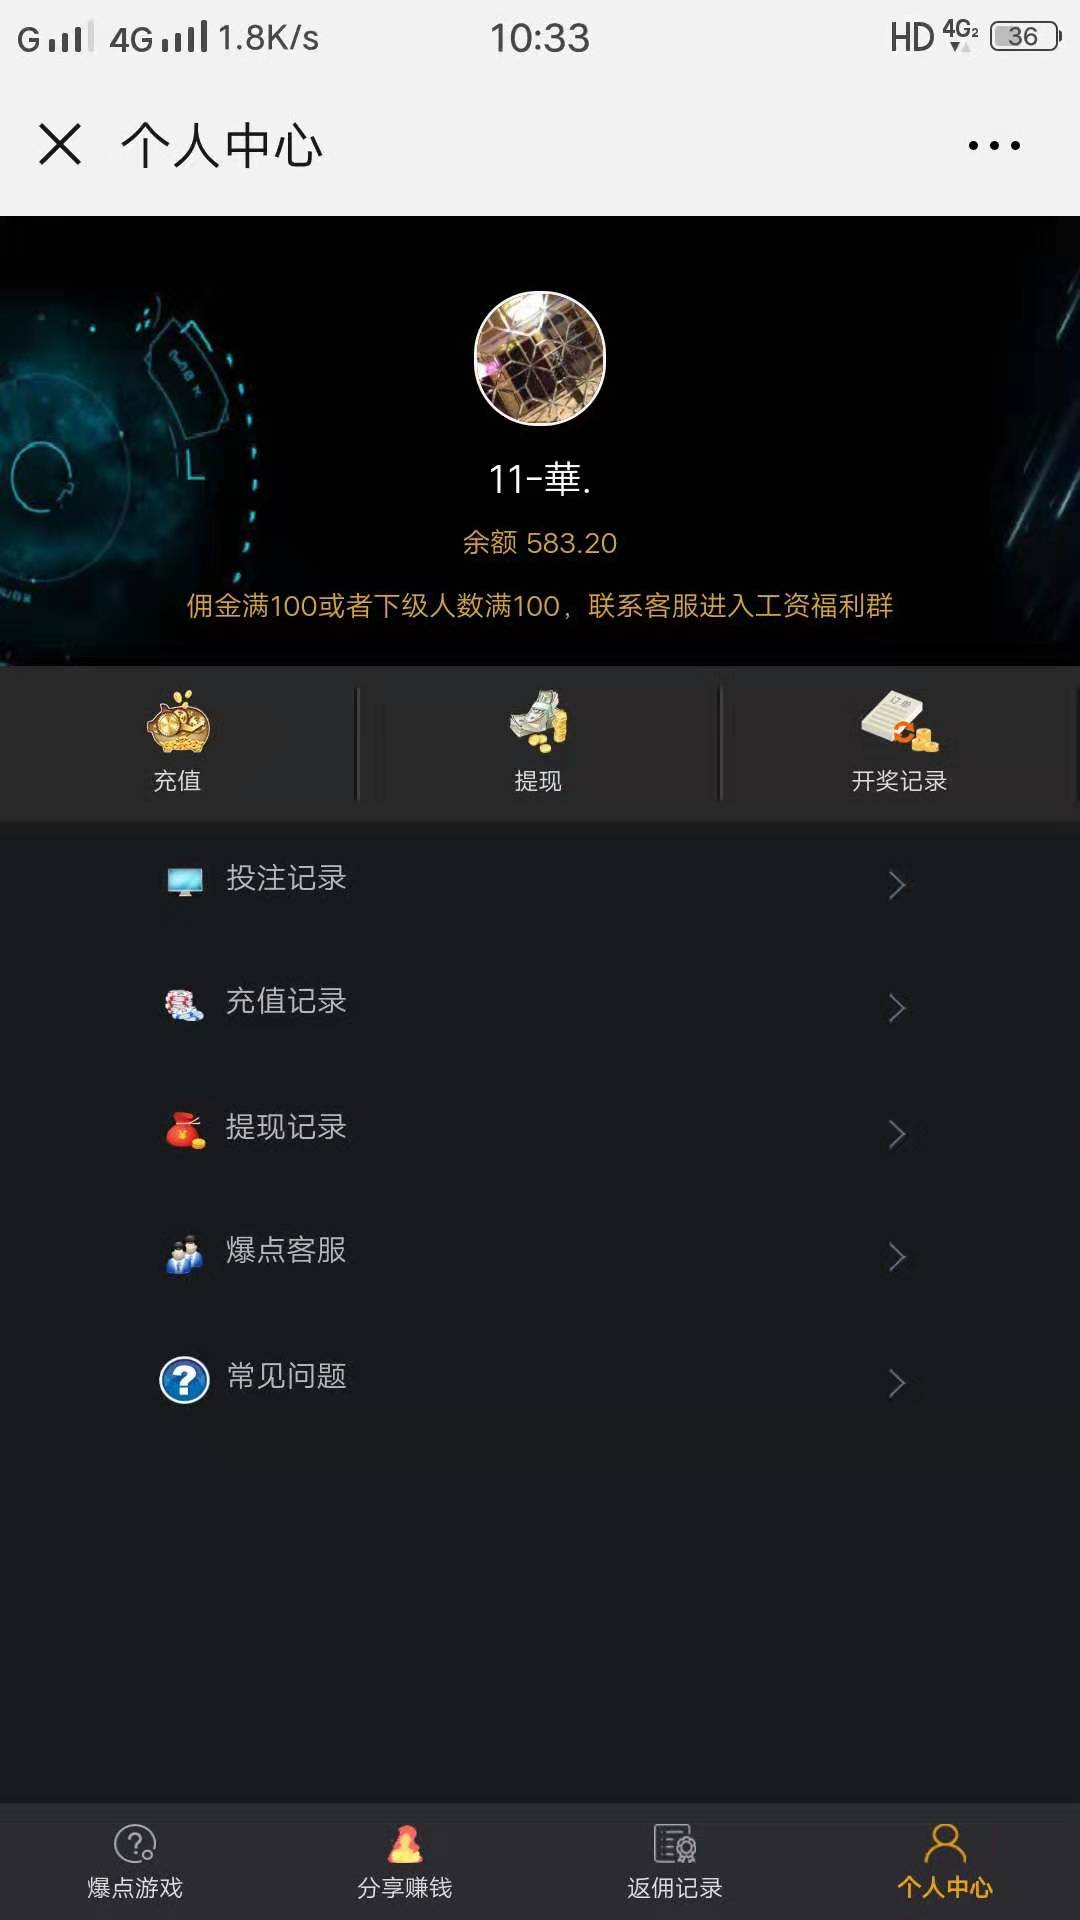 G 4G 1.8K/s 10:33 HD 4G2 36
个人中心
11-華.
余额 583.20
佣金满100或者下级人数满100，联系客服进入工资福利群
充值 提现 开奖记录
投注记录
充值记录
提现记录
爆点客服
常见问题
爆点游戏 分享赚钱 返佣记录 个人中心